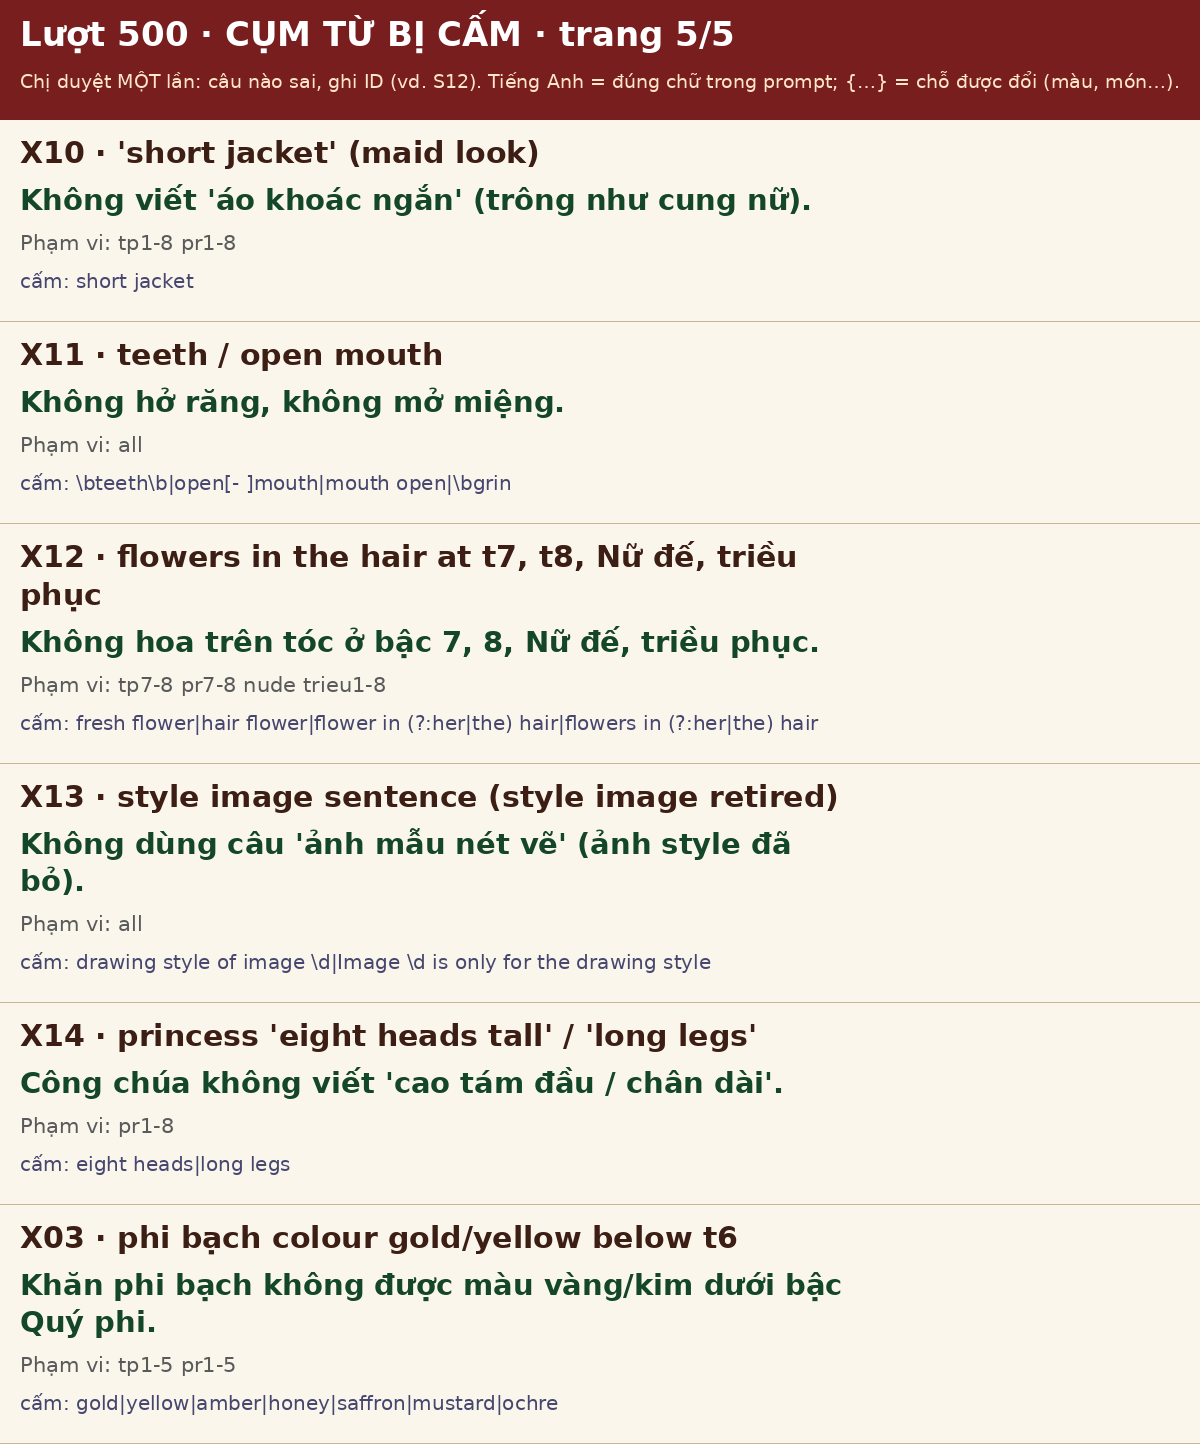 Lượt 500 · CỤM TỪ BỊ CẤM · trang 5/5
Chị duyệt MỘT lần: câu nào sai, ghi ID (vd. S12). Tiếng Anh = đúng chữ trong prompt; {…} = chỗ được đổi (màu, món…).
X10 · 'short jacket' (maid look)
Không viết 'áo khoác ngắn' (trông như cung nữ).
Phạm vi: tp1-8 pr1-8
cấm: short jacket
X11 · teeth / open mouth
Không hở răng, không mở miệng.
Phạm vi: all
cấm: \bteeth\b|open[- ]mouth|mouth open|\bgrin
X12 · flowers in the hair at t7, t8, Nữ đế, triều
phục
Không hoa trên tóc ở bậc 7, 8, Nữ đế, triều phục.
Phạm vi: tp7-8 pr7-8 nude trieu1-8
cấm: fresh flower|hair flower|flower in (?:her|the) hair|flowers in (?:her|the) hair
X13 · style image sentence (style image retired)
Không dùng câu 'ảnh mẫu nét vẽ' (ảnh style đã
bỏ).
Phạm vi: all
cấm: drawing style of image \d|Image \d is only for the drawing style
X14 · princess 'eight heads tall' / 'long legs'
Công chúa không viết 'cao tám đầu / chân dài'.
Phạm vi: pr1-8
cấm: eight heads|long legs
X03 · phi bạch colour gold/yellow below t6
Khăn phi bạch không được màu vàng/kim dưới bậc
Quý phi.
Phạm vi: tp1-5 pr1-5
cấm: gold|yellow|amber|honey|saffron|mustard|ochre